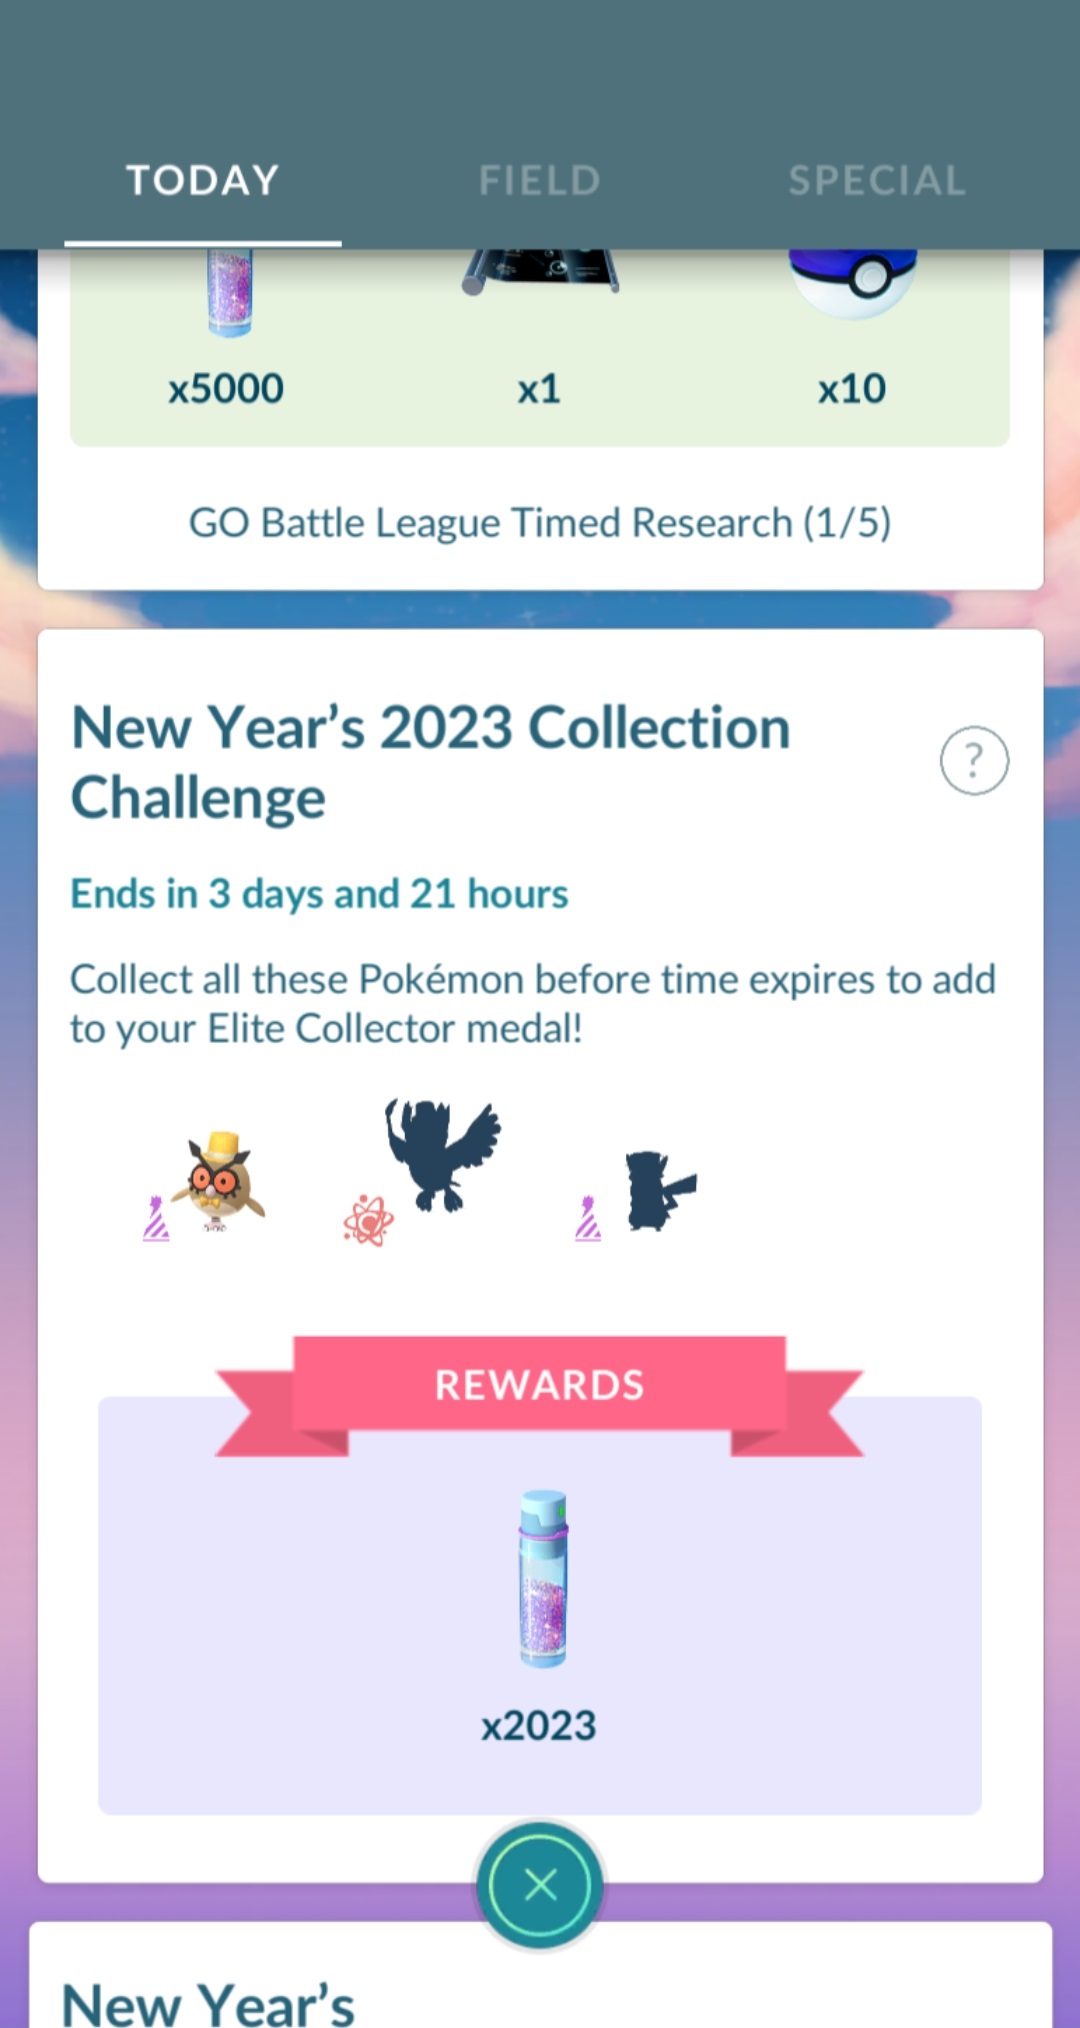 TODAY FIELD SPECIAL
x5000 x1 x10
GO Battle League Timed Research (1/5)
New Year’s 2023 Collection
Challenge
?
Ends in 3 days and 21 hours
Collect all these Pokémon before time expires to add
to your Elite Collector medal!
REWARDS
x2023
New Year’s